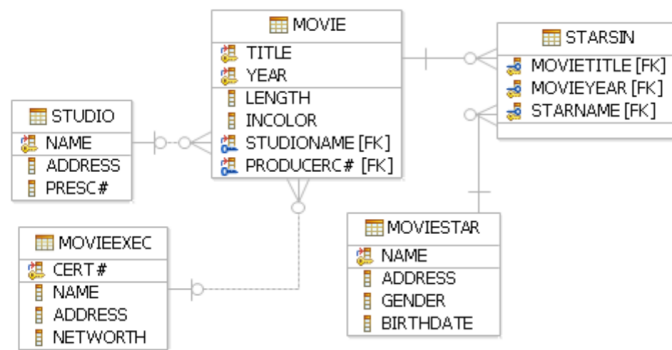 MOVIE
TITLE
YEAR
LENGTH
INCOLOR
STUDIONAME [FK]
PRODUCERC# [FK]
STARSIN
MOVIETITLE [FK]
MOVIEYEAR [FK]
STARNAME [FK]
STUDIO
NAME
ADDRESS
PRESC#
MOVIEEXEC
CERT#
NAME
ADDRESS
NETWORTH
MOVIESTAR
NAME
ADDRESS
GENDER
BIRTHDATE